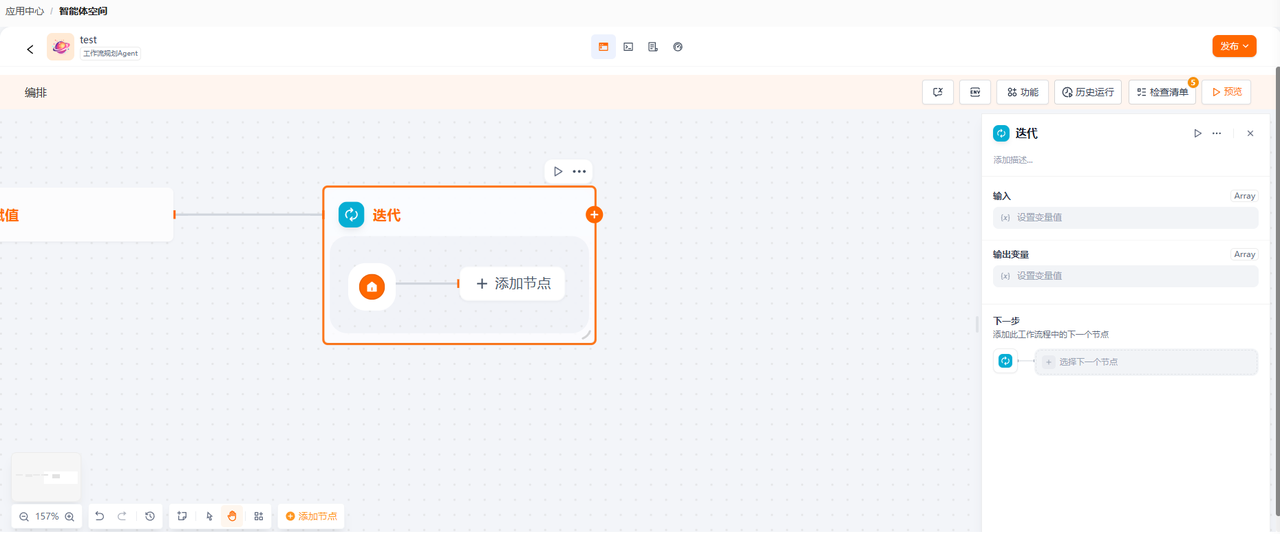 应用中心 / 智能体空间
test
工作流规划Agent
发布
编排
ENV
功能
历史运行
检查清单
5
预览
迭代
添加描述...
输入
Array
{x} 设置变量值
输出变量
Array
{x} 设置变量值
下一步
添加此工作流程中的下一个节点
+ 选择下一个节点
值
迭代
+ 添加节点
157%
添加节点